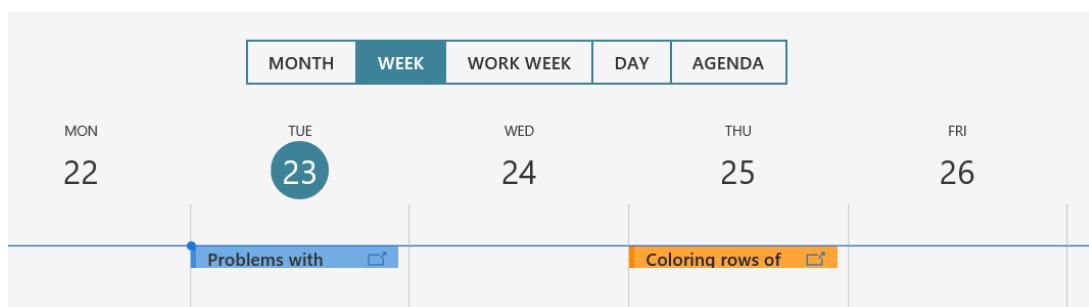 MONTH WEEK WORK WEEK DAY AGENDA
MON TUE WED THU FRI
22 23 24 25 26
Problems with Coloring rows of